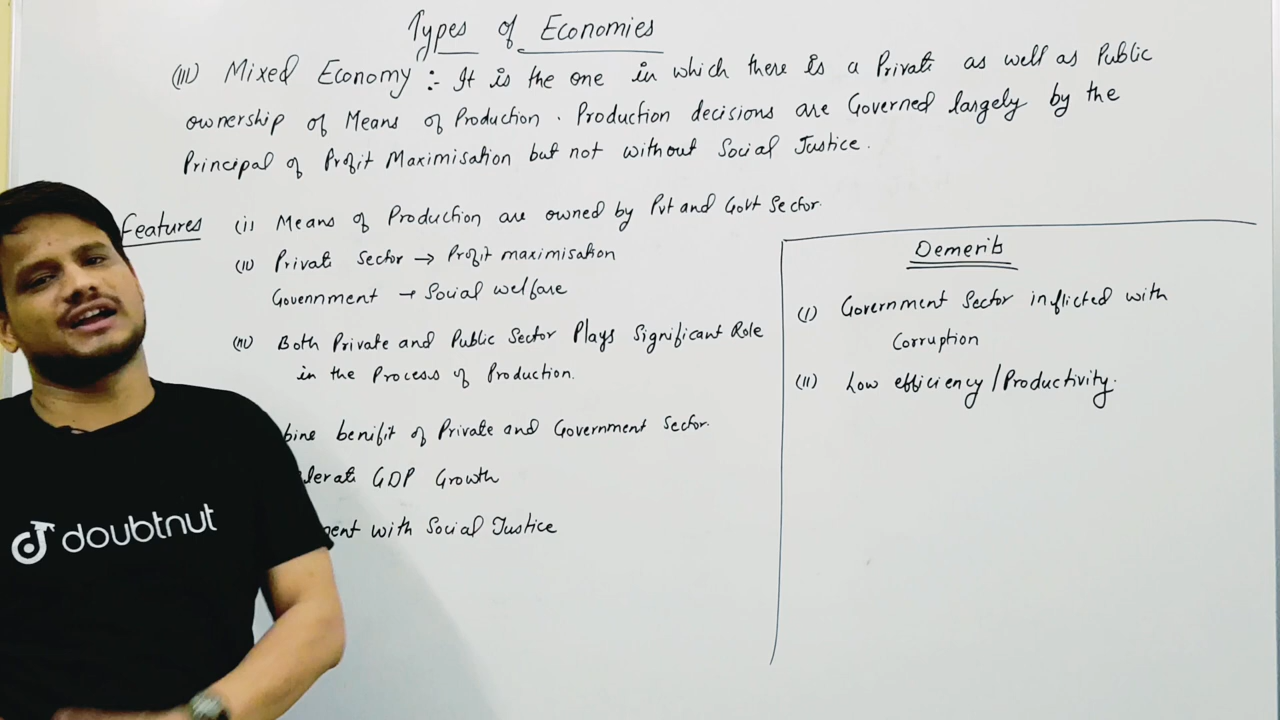 Types of Economies
(III) Mixed Economy :- It is the one in which there is a Private as well as Public
ownership of Means of Production. Production decisions are Governed largely by the
Principal of Profit Maximisation but not without Social Justice.
Features (i) Means of Production are owned by Pvt and Govt Sector.
(II) Private Sector → Profit maximisation
Government → Social welfare
Both Private and Public Sector Plays Significant Role
in the Process of Production.
bine benifit of Private and Government Sector.
lerate GDP Growth
ment with Social Justice
Demerits
(I) Government Sector inflicted with
Corruption
(II) Low efficiency/Productivity.
doubtnut